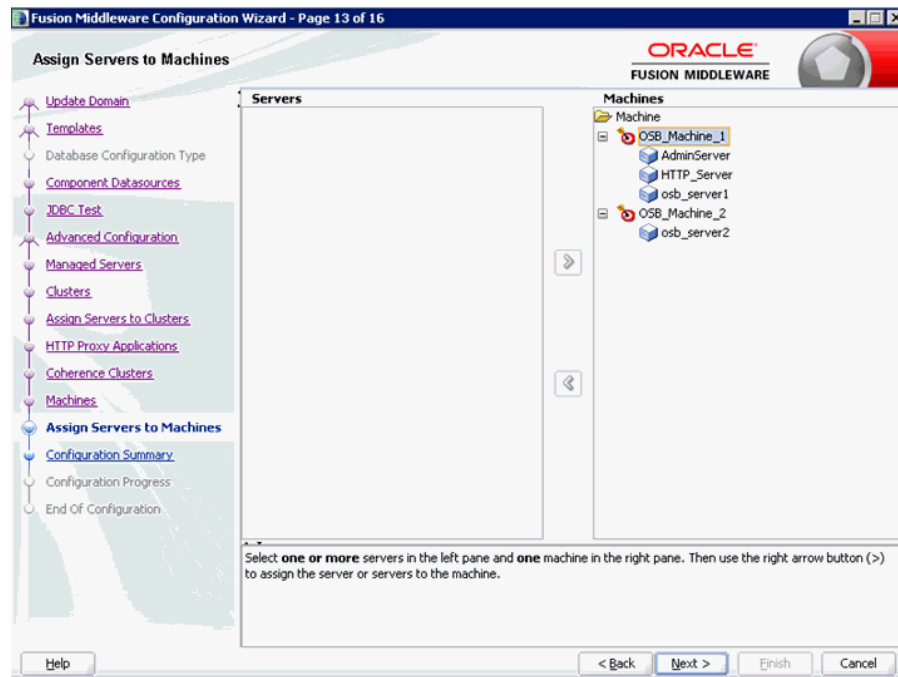 Fusion Middleware Configuration Wizard - Page 13 of 16
Assign Servers to Machines
ORACLE
FUSION MIDDLEWARE
Update Domain
Templates
Database Configuration Type
Component Datasources
JDBC Test
Advanced Configuration
Managed Servers
Clusters
Assign Servers to Clusters
HTTP Proxy Applications
Coherence Clusters
Machines
Assign Servers to Machines
Configuration Summary
Configuration Progress
End Of Configuration
Servers
Machines
Machine
OSB_Machine_1
AdminServer
HTTP_Server
osb_server1
OSB_Machine_2
osb_server2
Select one or more servers in the left pane and one machine in the right pane. Then use the right arrow button (>)
to assign the server or servers to the machine.
Help
< Back
Next >
Finish
Cancel